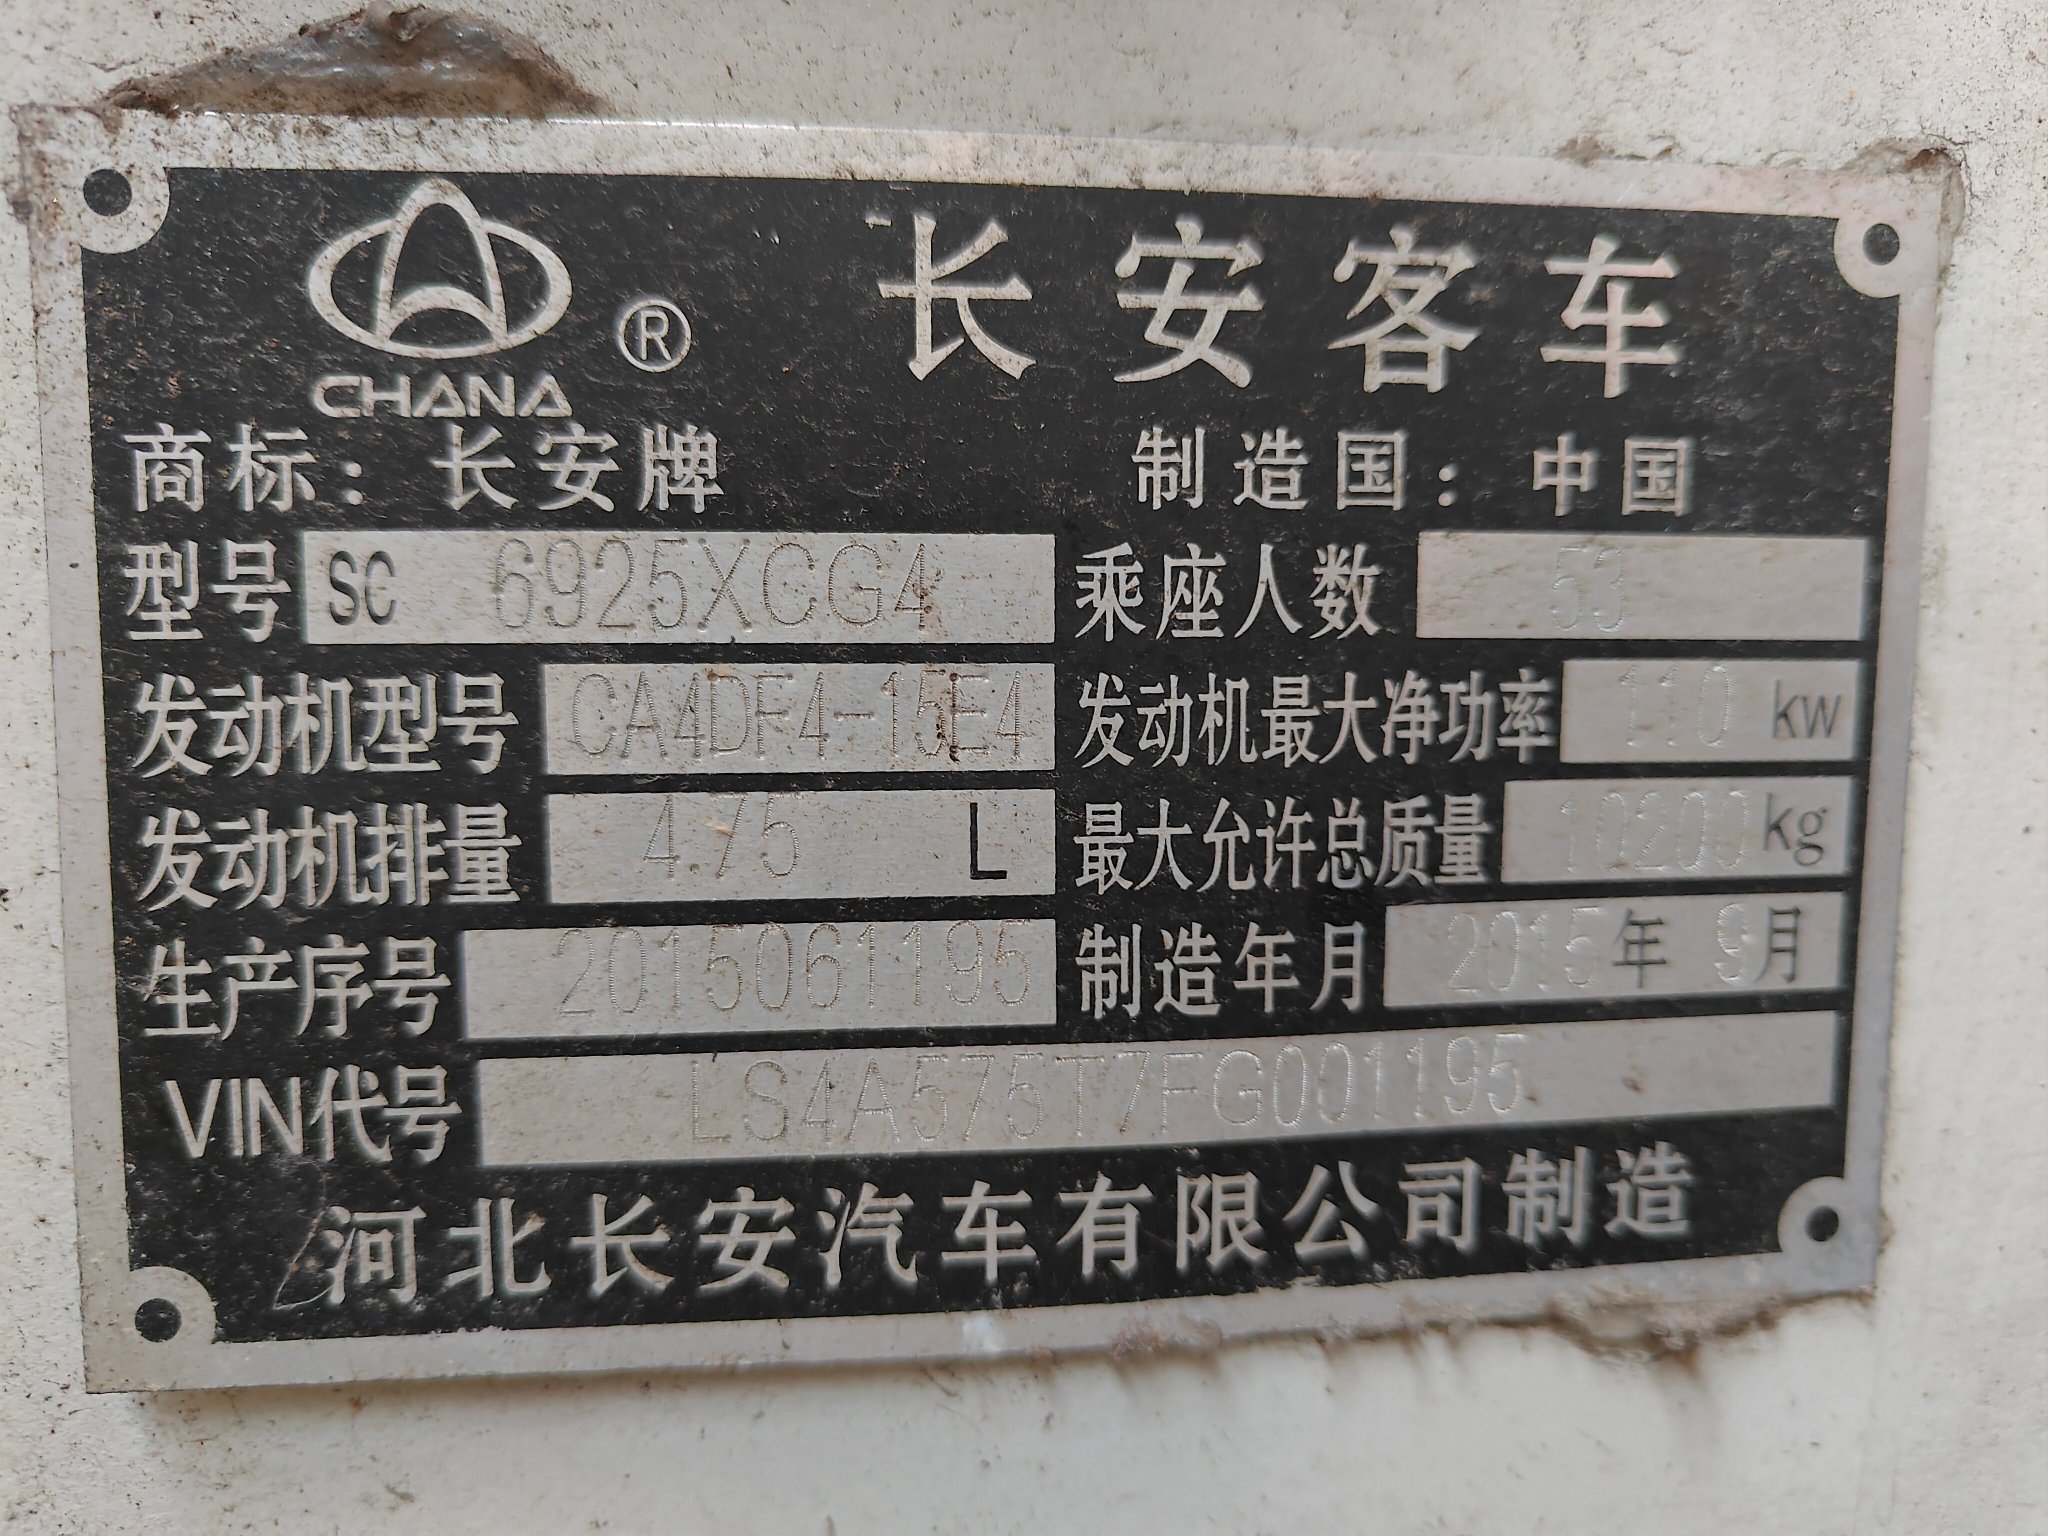 CHANA ® 长安客车
商标：长安牌 制造国：中国
型号 SC 6925XCG4 乘座人数 53
发动机型号 CA4DF4-15E4 发动机最大净功率 110 kw
发动机排量 4.75 L 最大允许总质量 10200 kg
生产序号 2015061195 制造年月 2015年 9月
VIN代号 LS4A575T7FG001195
河北长安汽车有限公司制造